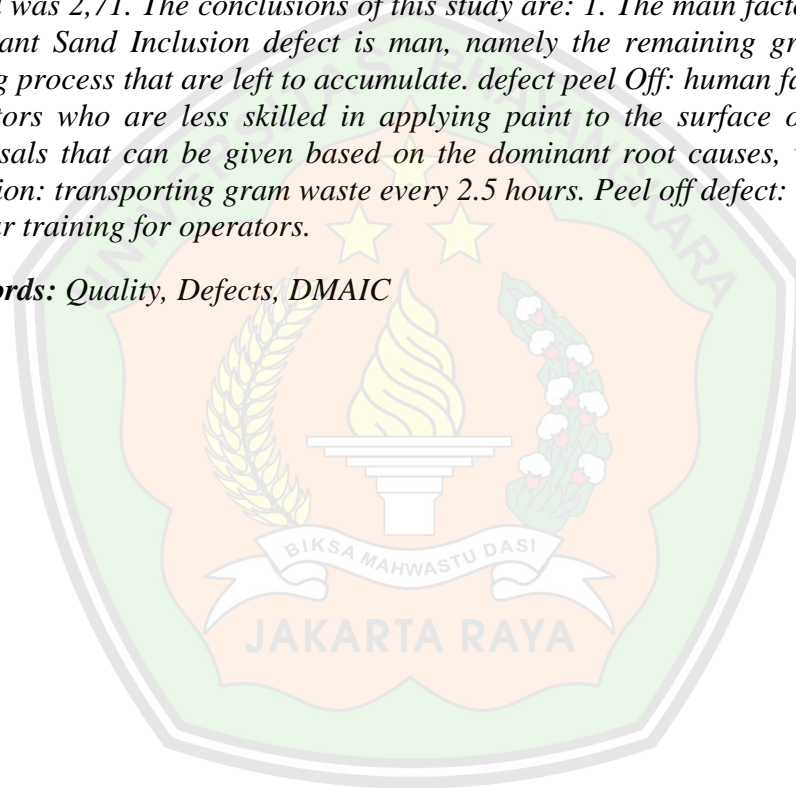 was 2,71. The conclusions of this study are: 1. The main facto
ant Sand Inclusion defect is man, namely the remaining gr
g process that are left to accumulate. defect peel Off: human fa
tors who are less skilled in applying paint to the surface o
sals that can be given based on the dominant root causes,
ion: transporting gram waste every 2.5 hours. Peel off defect:
r training for operators.
ords: Quality, Defects, DMAIC
UNIVERSITAS BHAYANGKARA
BIKSA MAHWASTU DASI
JAKARTA RAYA